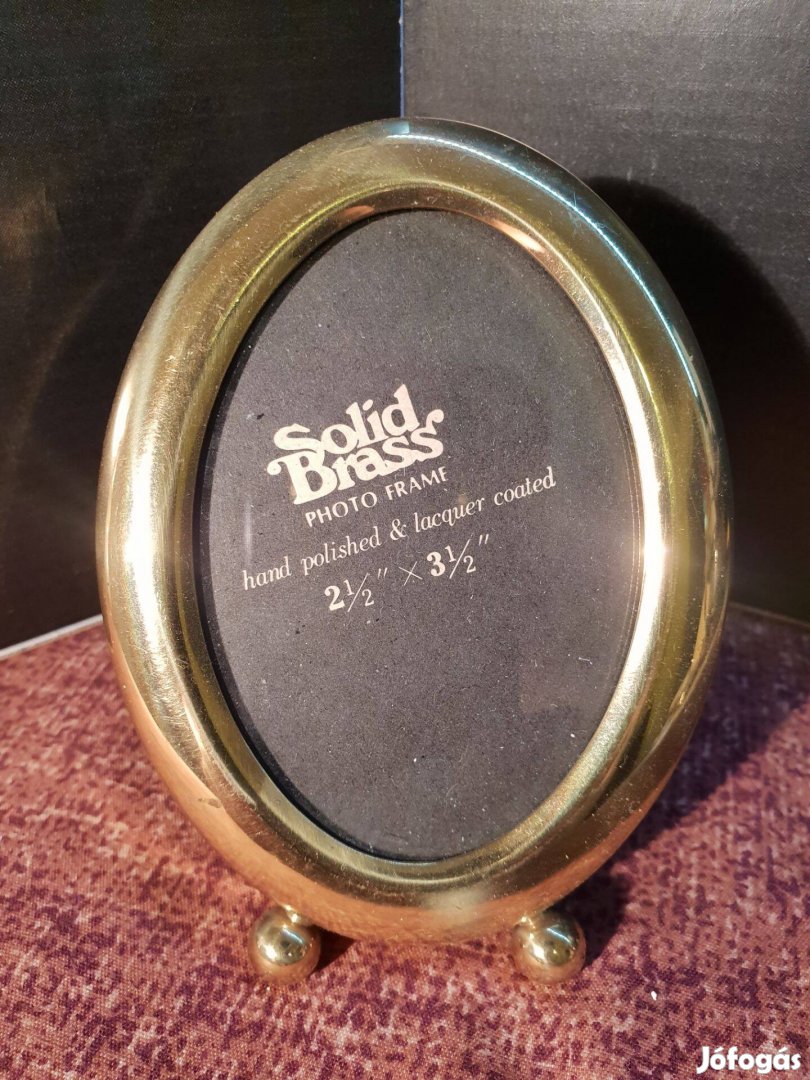 Solid
Brass
PHOTO FRAME
hand polished & lacquer coated
2½" × 3½"
Jófogás